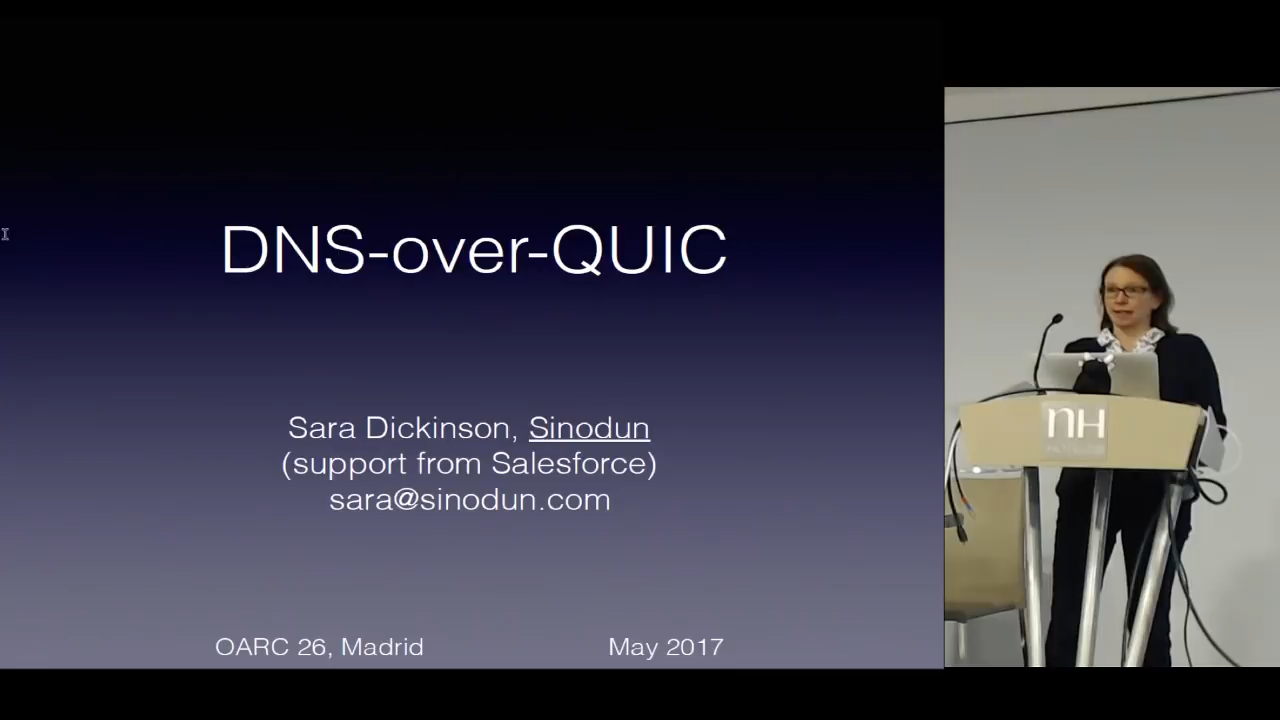 DNS-over-QUIC
Sara Dickinson, Sinodun
(support from Salesforce)
sara@sinodun.com
OARC 26, Madrid
May 2017
nH